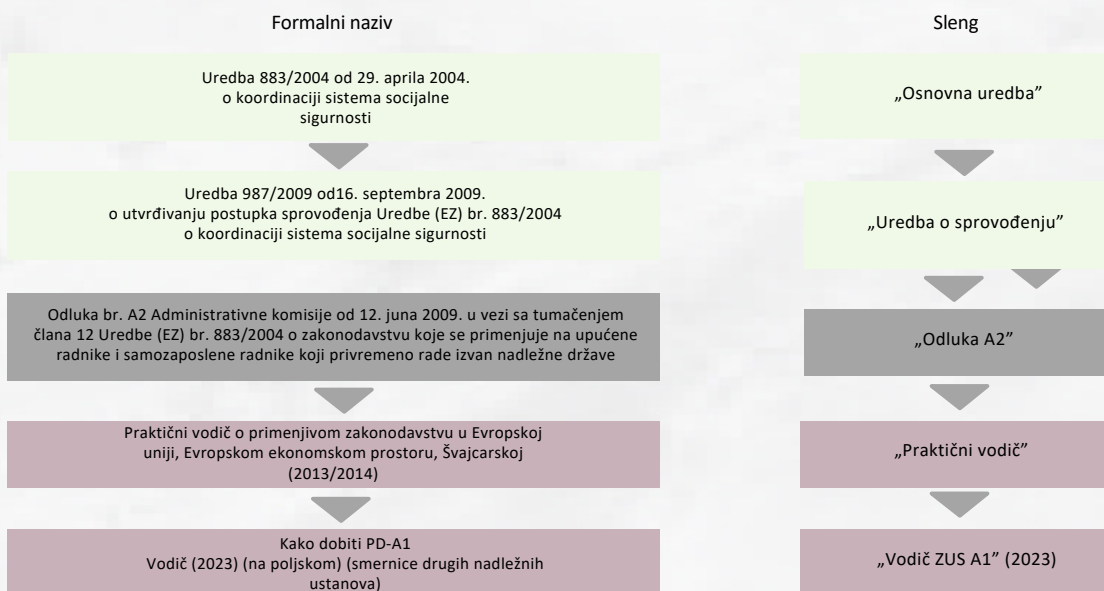 Formalni naziv
Sleng
Uredba 883/2004 od 29. aprila 2004.
o koordinaciji sistema socijalne
sigurnosti
„Osnovna uredba”
Uredba 987/2009 od16. septembra 2009.
o utvrđivanju postupka sprovođenja Uredbe (EZ) br. 883/2004
o koordinaciji sistema socijalne sigurnosti
„Uredba o sprovođenju”
Odluka br. A2 Administrativne komisije od 12. juna 2009. u vezi sa tumačenjem
člana 12 Uredbe (EZ) br. 883/2004 o zakonodavstvu koje se primenjuje na upućene
radnike i samozaposlene radnike koji privremeno rade izvan nadležne države
„Odluka A2”
Praktični vodič o primenjivom zakonodavstvu u Evropskoj
uniji, Evropskom ekonomskom prostoru, Švajcarskoj
(2013/2014)
„Praktični vodič”
Kako dobiti PD-A1
Vodič (2023) (na poljskom) (smernice drugih nadležnih
ustanova)
„Vodič ZUS A1” (2023)